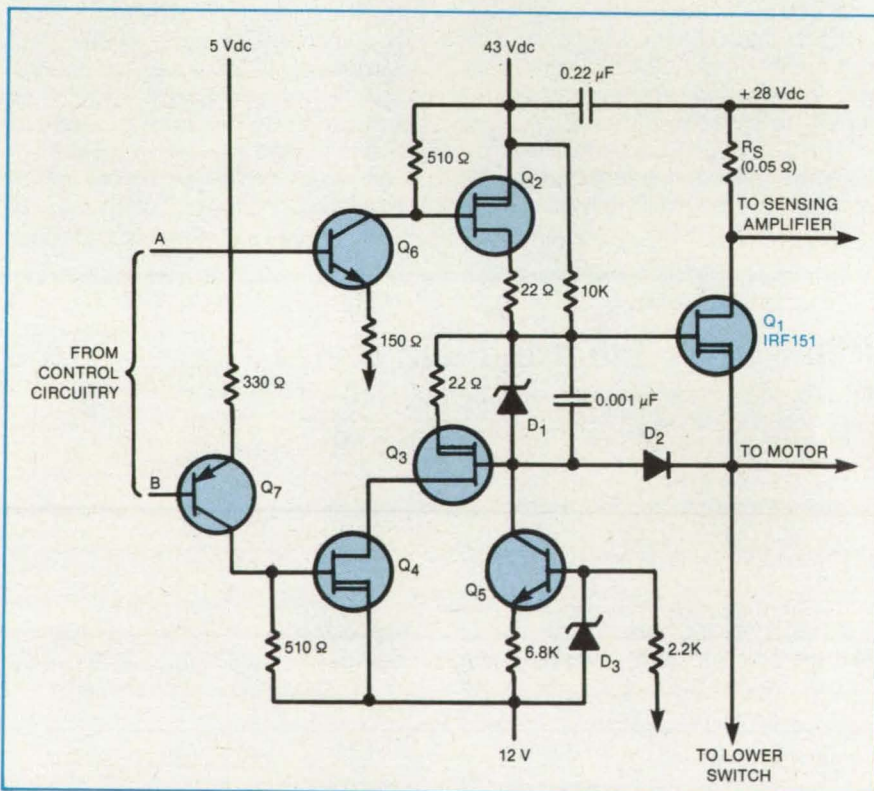 5 Vdc
43 Vdc
0.22 µF
+ 28 Vdc
510 Ω
Q2
RS
(0.05 Ω)
TO SENSING
AMPLIFIER
A
Q6
22 Ω
10K
Q1
IRF151
150 Ω
FROM
CONTROL
CIRCUITRY
330 Ω
22 Ω
D1
0.001 µF
D2
Q3
TO MOTOR
B
Q7
Q4
Q5
510 Ω
6.8K
D3
2.2K
12 V
TO LOWER
SWITCH